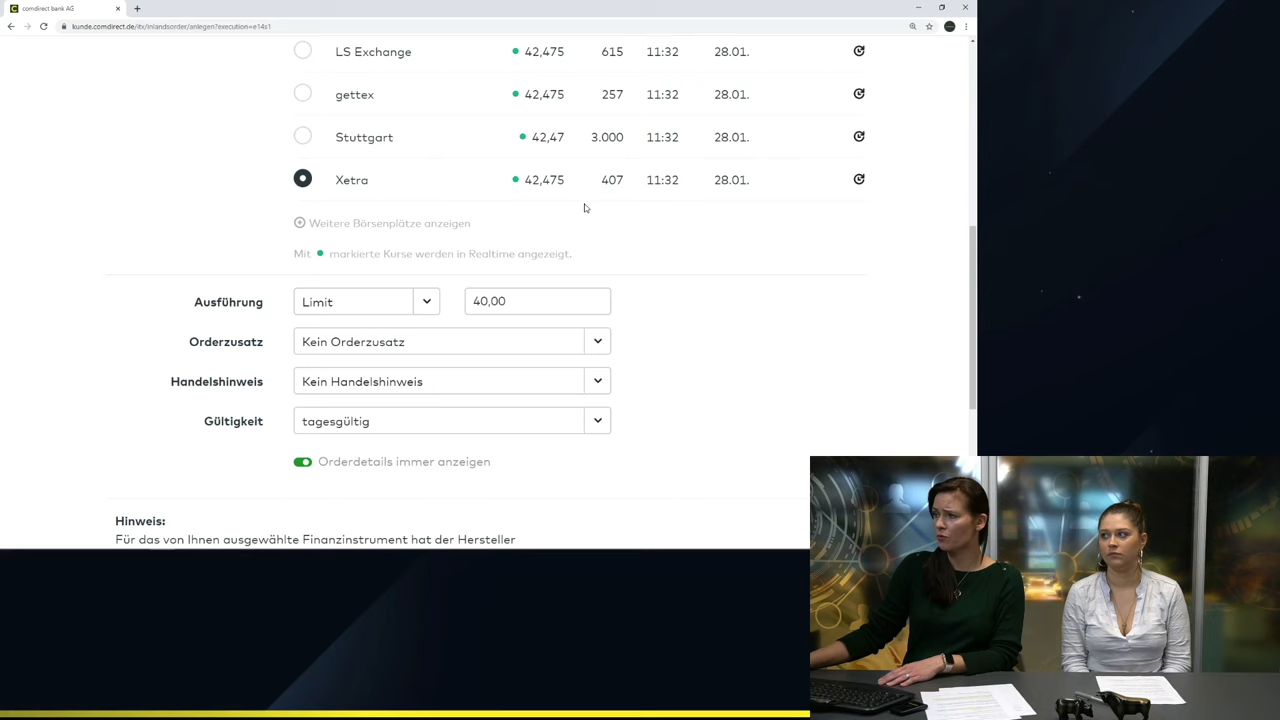 comdirect bank AG
kunde.comdirect.de/itx/inlandsorder/anlegen?execution=e14s1
LS Exchange 42,475 615 11:32 28.01.
gettex 42,475 257 11:32 28.01.
Stuttgart 42,47 3.000 11:32 28.01.
Xetra 42,475 407 11:32 28.01.
Weitere Börsenplätze anzeigen
Mit markierte Kurse werden in Realtime angezeigt.
Ausführung Limit 40,00
Orderzusatz Kein Orderzusatz
Handelshinweis Kein Handelshinweis
Gültigkeit tagesgültig
Orderdetails immer anzeigen
Hinweis:
Für das von Ihnen ausgewählte Finanzinstrument hat der Hersteller